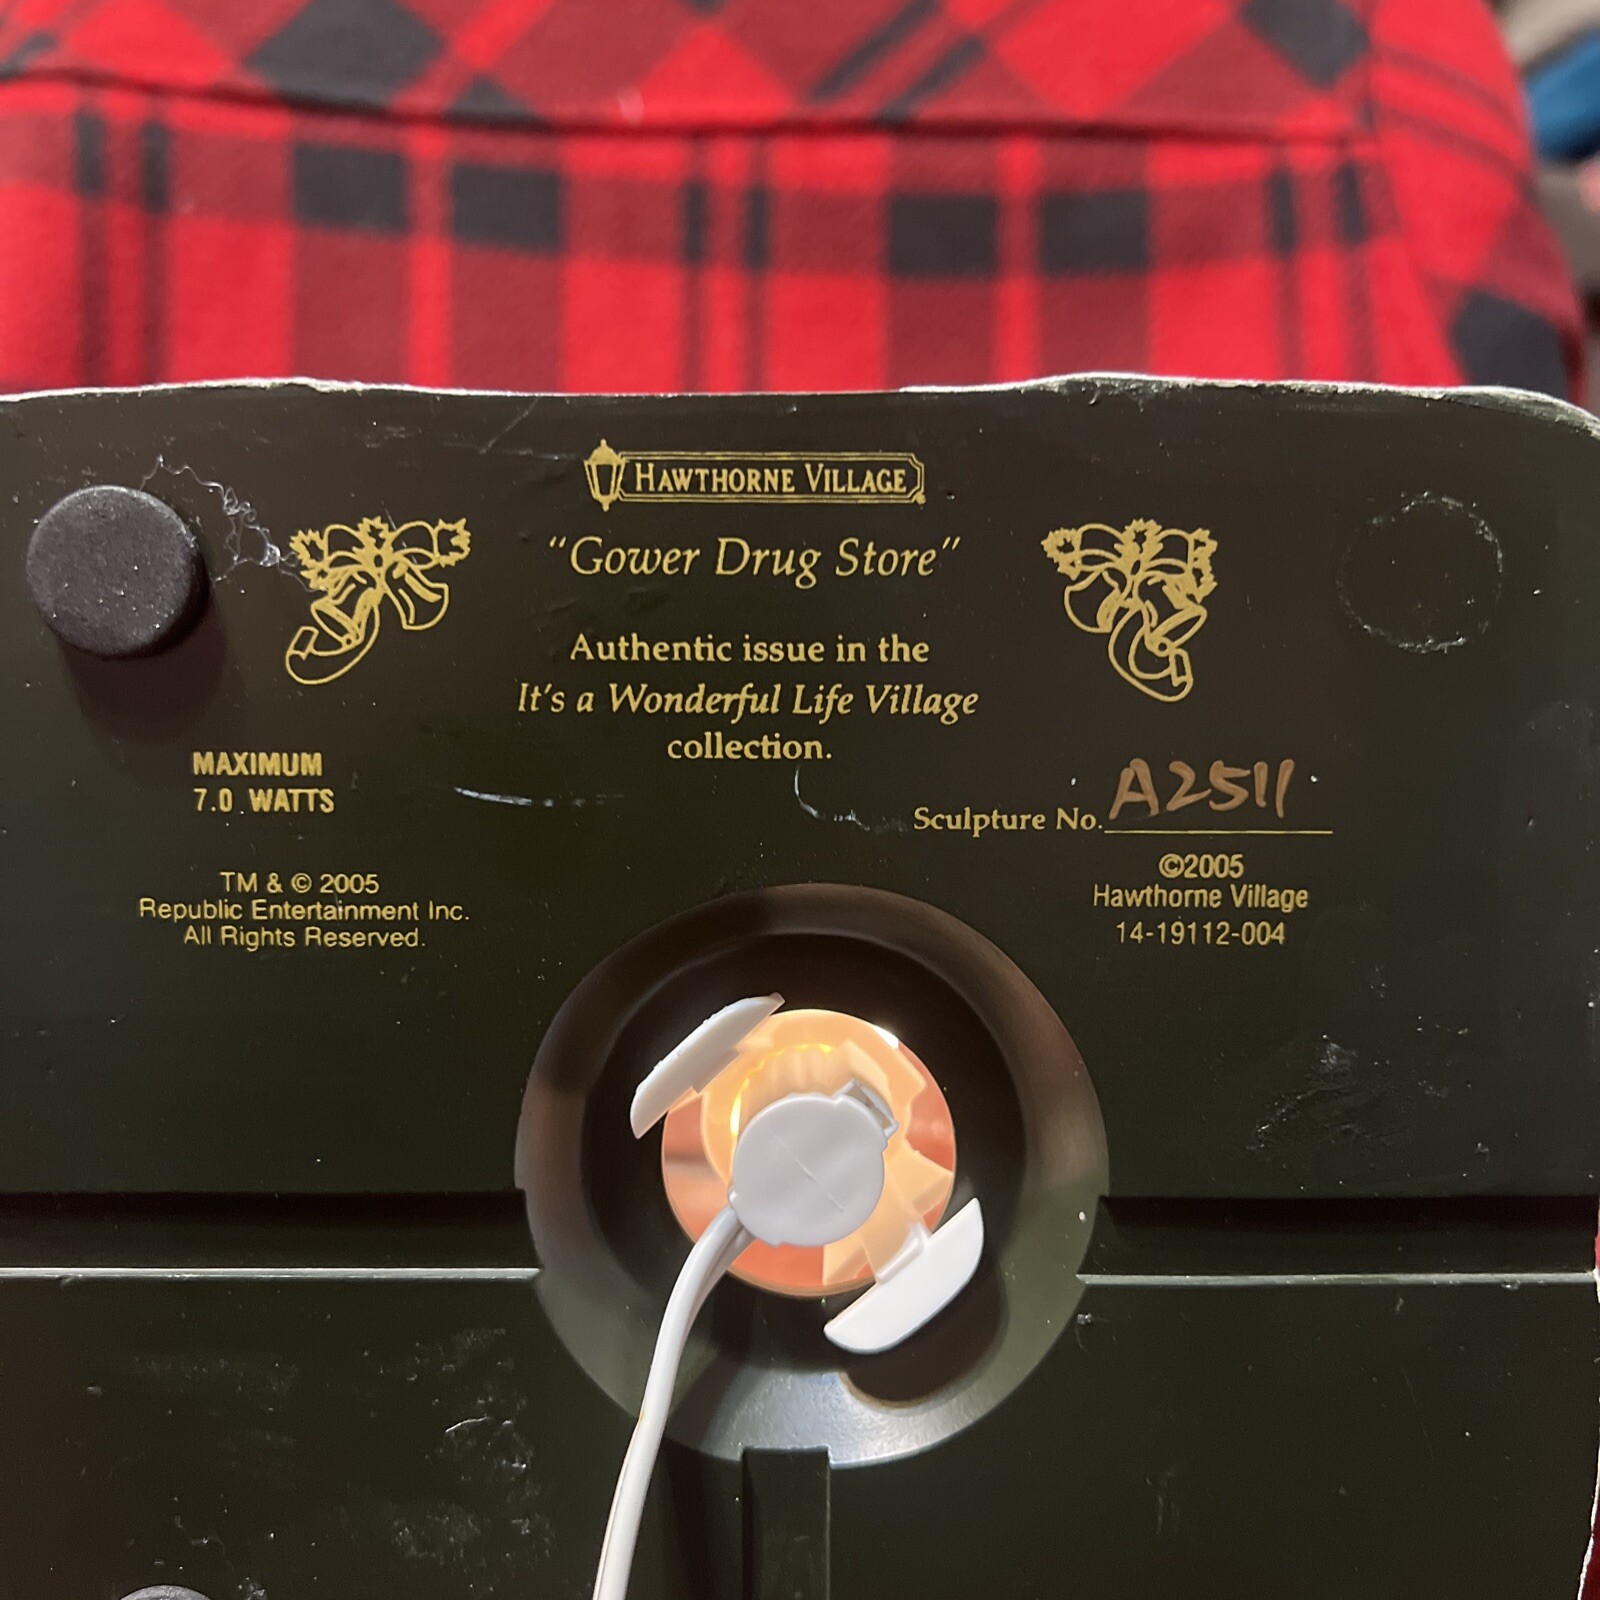 HAWTHORNE VILLAGE
"Gower Drug Store"
Authentic issue in the
It's a Wonderful Life Village
collection.
MAXIMUM
7.0 WATTS
Sculpture No. A2511
TM & © 2005
Republic Entertainment Inc.
All Rights Reserved.
©2005
Hawthorne Village
14-19112-004